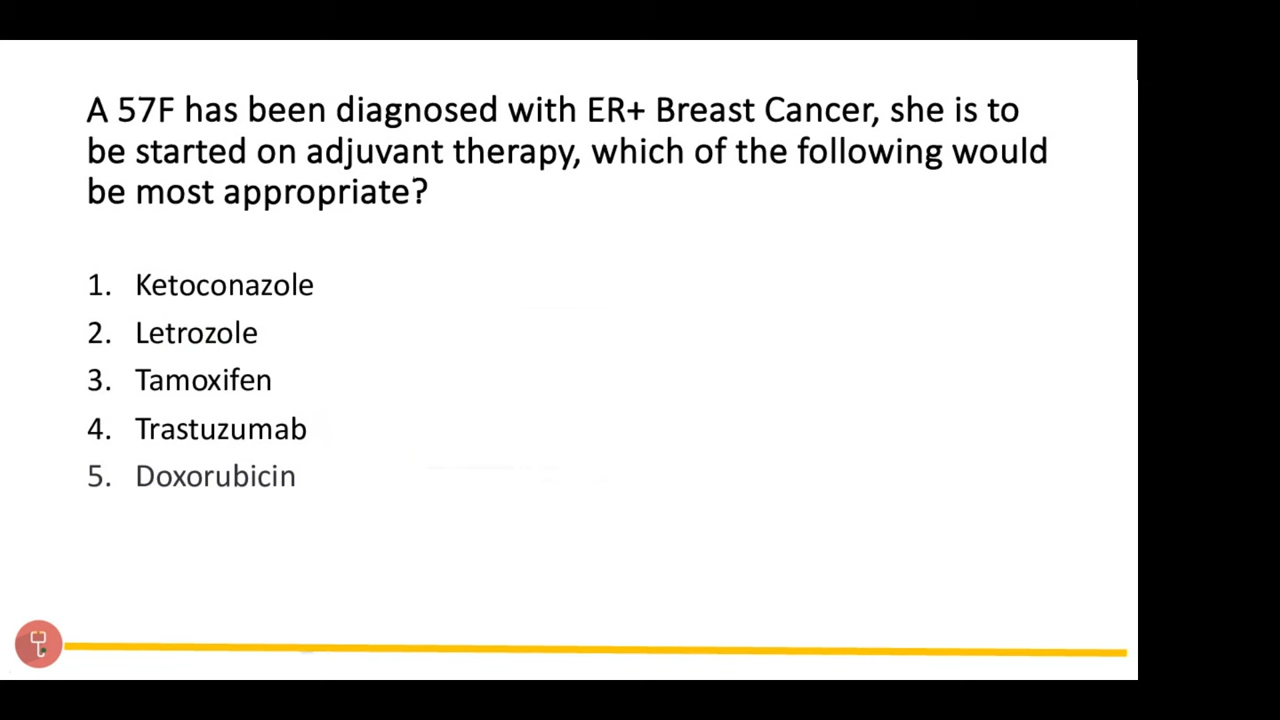 A 57F has been diagnosed with ER+ Breast Cancer, she is to
be started on adjuvant therapy, which of the following would
be most appropriate?
1. Ketoconazole
2. Letrozole
3. Tamoxifen
4. Trastuzumab
5. Doxorubicin